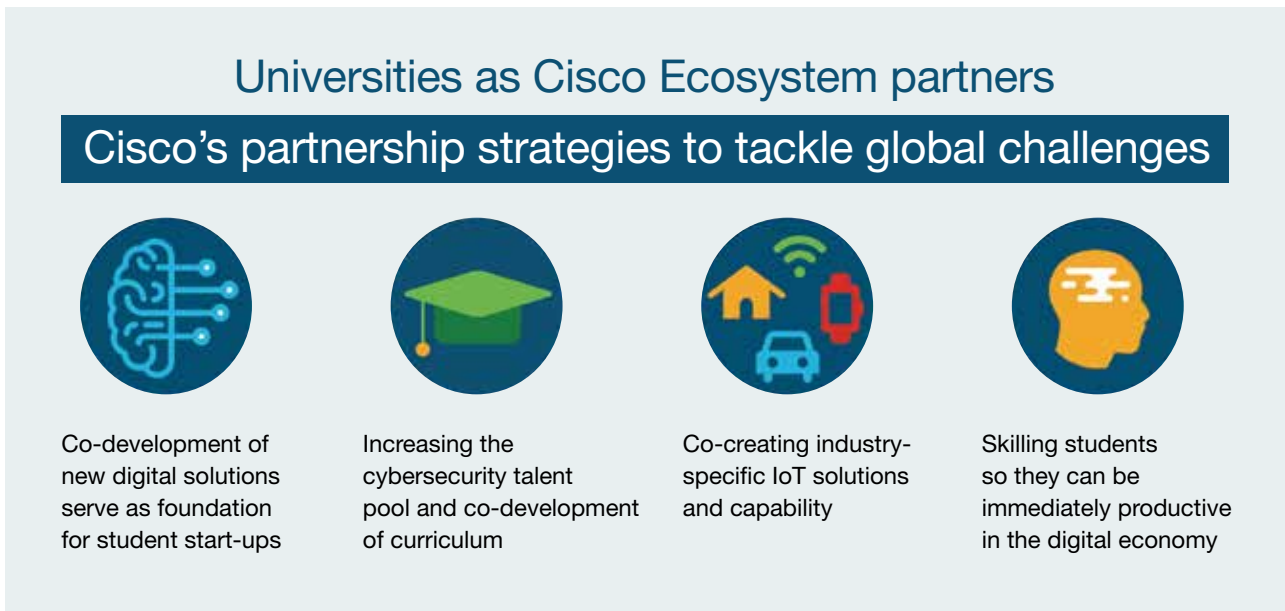 Universities as Cisco Ecosystem partners
Cisco’s partnership strategies to tackle global challenges
Co-development of
new digital solutions
serve as foundation
for student start-ups
Increasing the
cybersecurity talent
pool and co-development
of curriculum
Co-creating industry-
specific IoT solutions
and capability
Skilling students
so they can be
immediately productive
in the digital economy